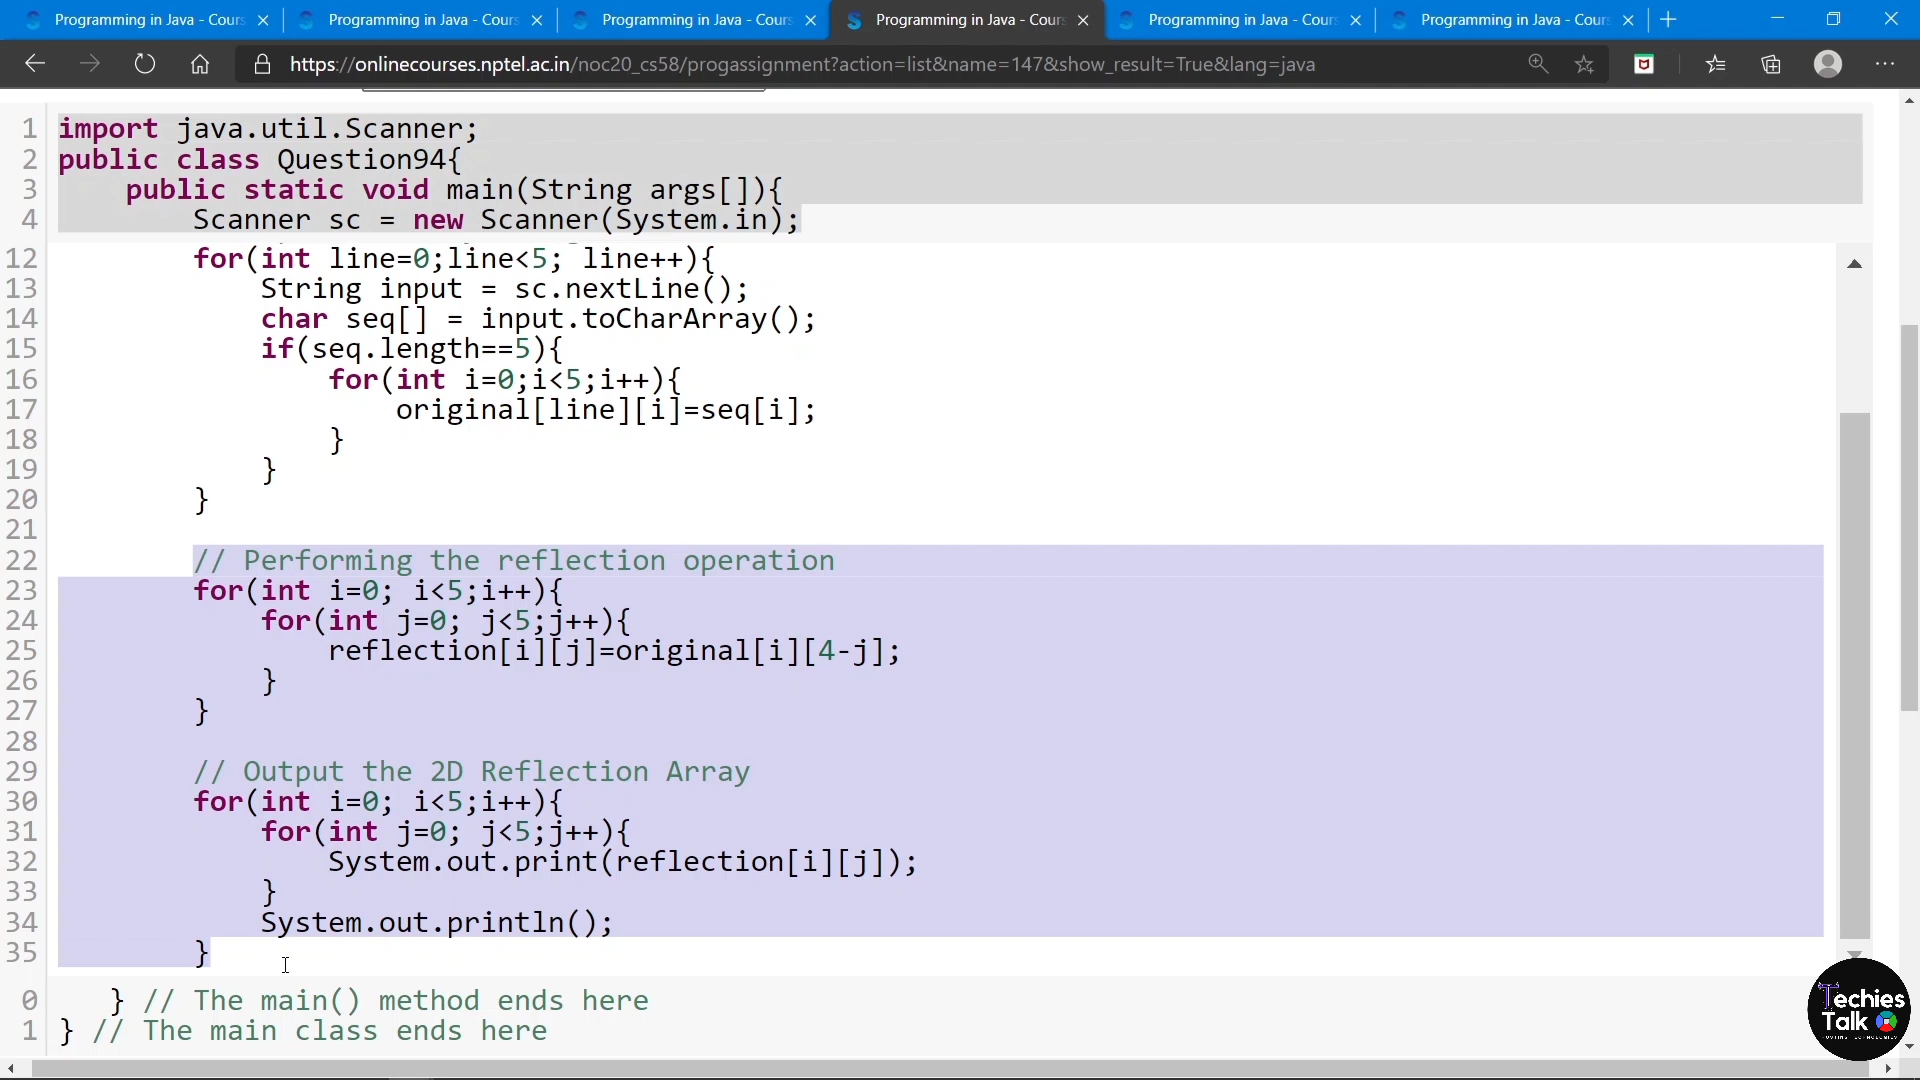 Programming in Java - Cours
Programming in Java - Cours
Programming in Java - Cours
Programming in Java - Cours
Programming in Java - Cours
Programming in Java - Cours
https://onlinecourses.nptel.ac.in/noc20_cs58/progassignment?action=list&name=147&show_result=True&lang=java
1 import java.util.Scanner;
2 public class Question94{
3 public static void main(String args[]){
4 Scanner sc = new Scanner(System.in);
12 for(int line=0;line<5; line++){
13 String input = sc.nextLine();
14 char seq[] = input.toCharArray();
15 if(seq.length==5){
16 for(int i=0;i<5;i++){
17 original[line][i]=seq[i];
18 }
19 }
20 }
21
22 // Performing the reflection operation
23 for(int i=0; i<5;i++){
24 for(int j=0; j<5;j++){
25 reflection[i][j]=original[i][4-j];
26 }
27 }
28
29 // Output the 2D Reflection Array
30 for(int i=0; i<5;i++){
31 for(int j=0; j<5;j++){
32 System.out.print(reflection[i][j]);
33 }
34 System.out.println();
35 }
0 } // The main() method ends here
1 } // The main class ends here
Techies
Talk